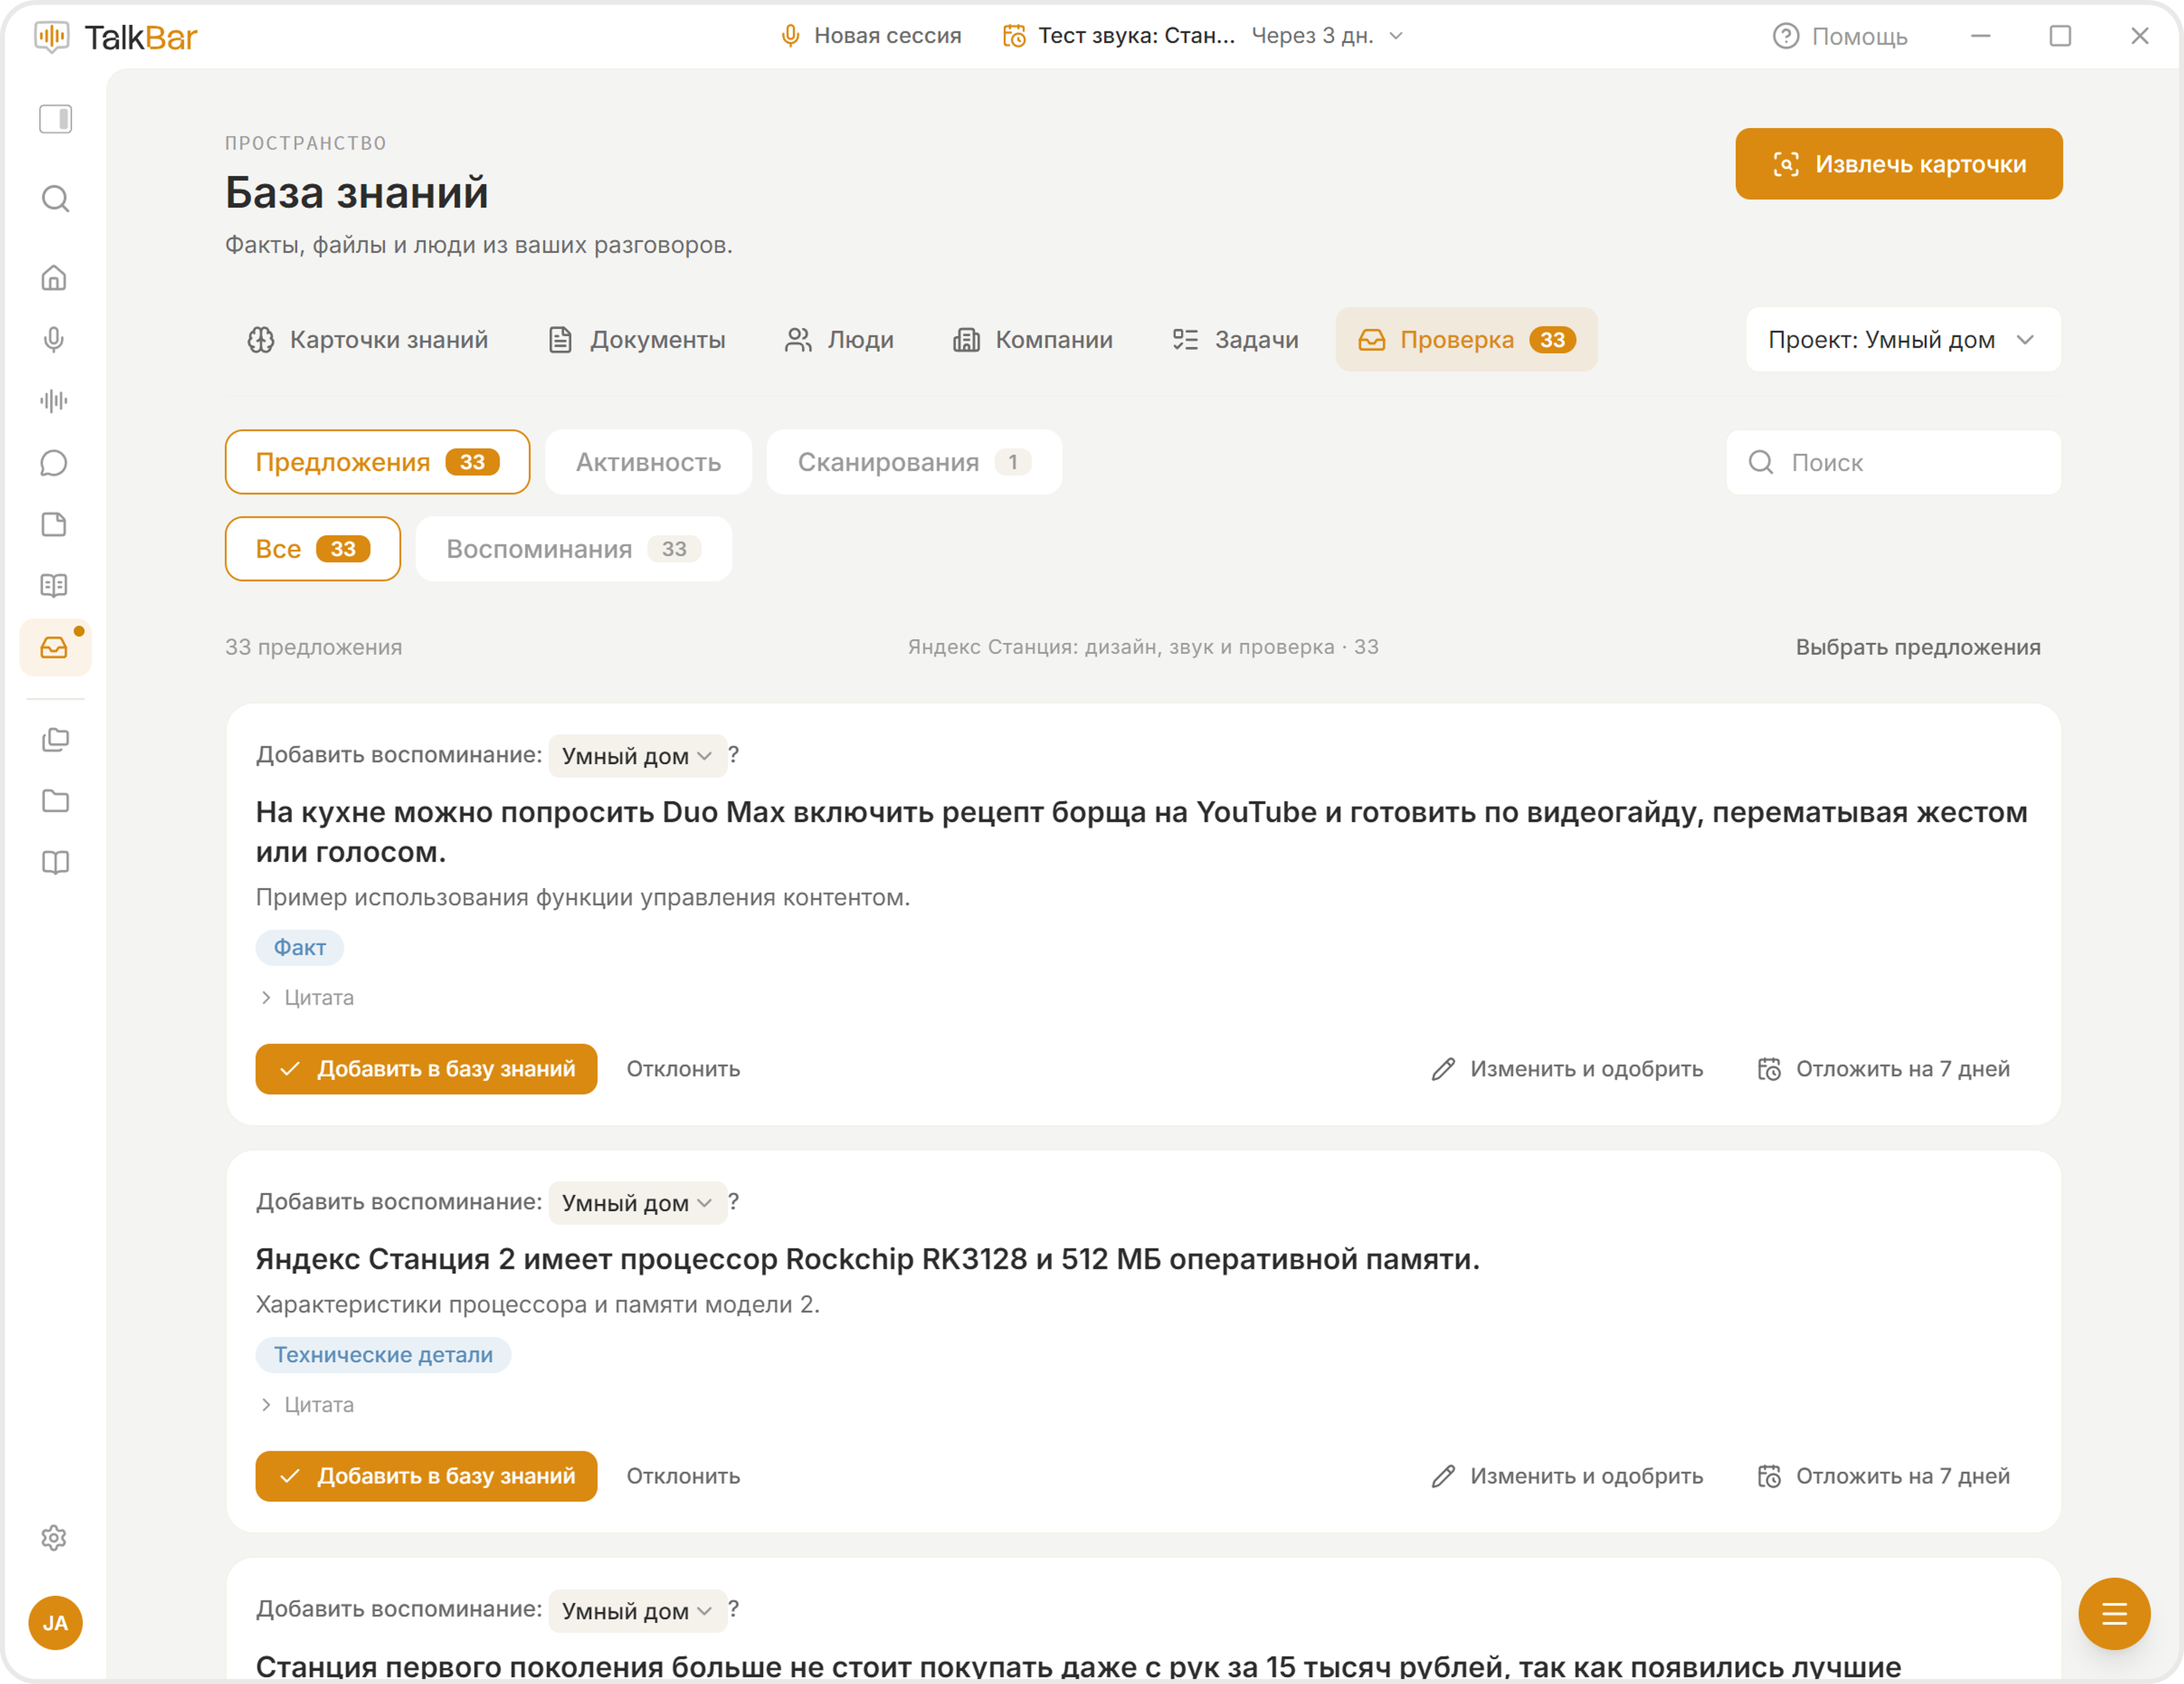 TalkBar
Новая сессия
Тест звука: Стан... Через 3 дн.
Помощь
ПРОСТРАНСТВО
База знаний
Факты, файлы и люди из ваших разговоров.
Извлечь карточки
Карточки знаний
Документы
Люди
Компании
Задачи
Проверка 33
Проект: Умный дом
Предложения 33
Активность
Сканирования 1
Поиск
Все 33
Воспоминания 33
33 предложения
Яндекс Станция: дизайн, звук и проверка · 33
Выбрать предложения
Добавить воспоминание: Умный дом ?
На кухне можно попросить Duo Max включить рецепт борща на YouTube и готовить по видеогайду, перематывая жестом
или голосом.
Пример использования функции управления контентом.
Факт
Цитата
Добавить в базу знаний
Отклонить
Изменить и одобрить
Отложить на 7 дней
Добавить воспоминание: Умный дом ?
Яндекс Станция 2 имеет процессор Rockchip RK3128 и 512 МБ оперативной памяти.
Характеристики процессора и памяти модели 2.
Технические детали
Цитата
Добавить в базу знаний
Отклонить
Изменить и одобрить
Отложить на 7 дней
Добавить воспоминание: Умный дом ?
Станция первого поколения больше не стоит покупать даже с рук за 15 тысяч рублей, так как появились лучшие
JA